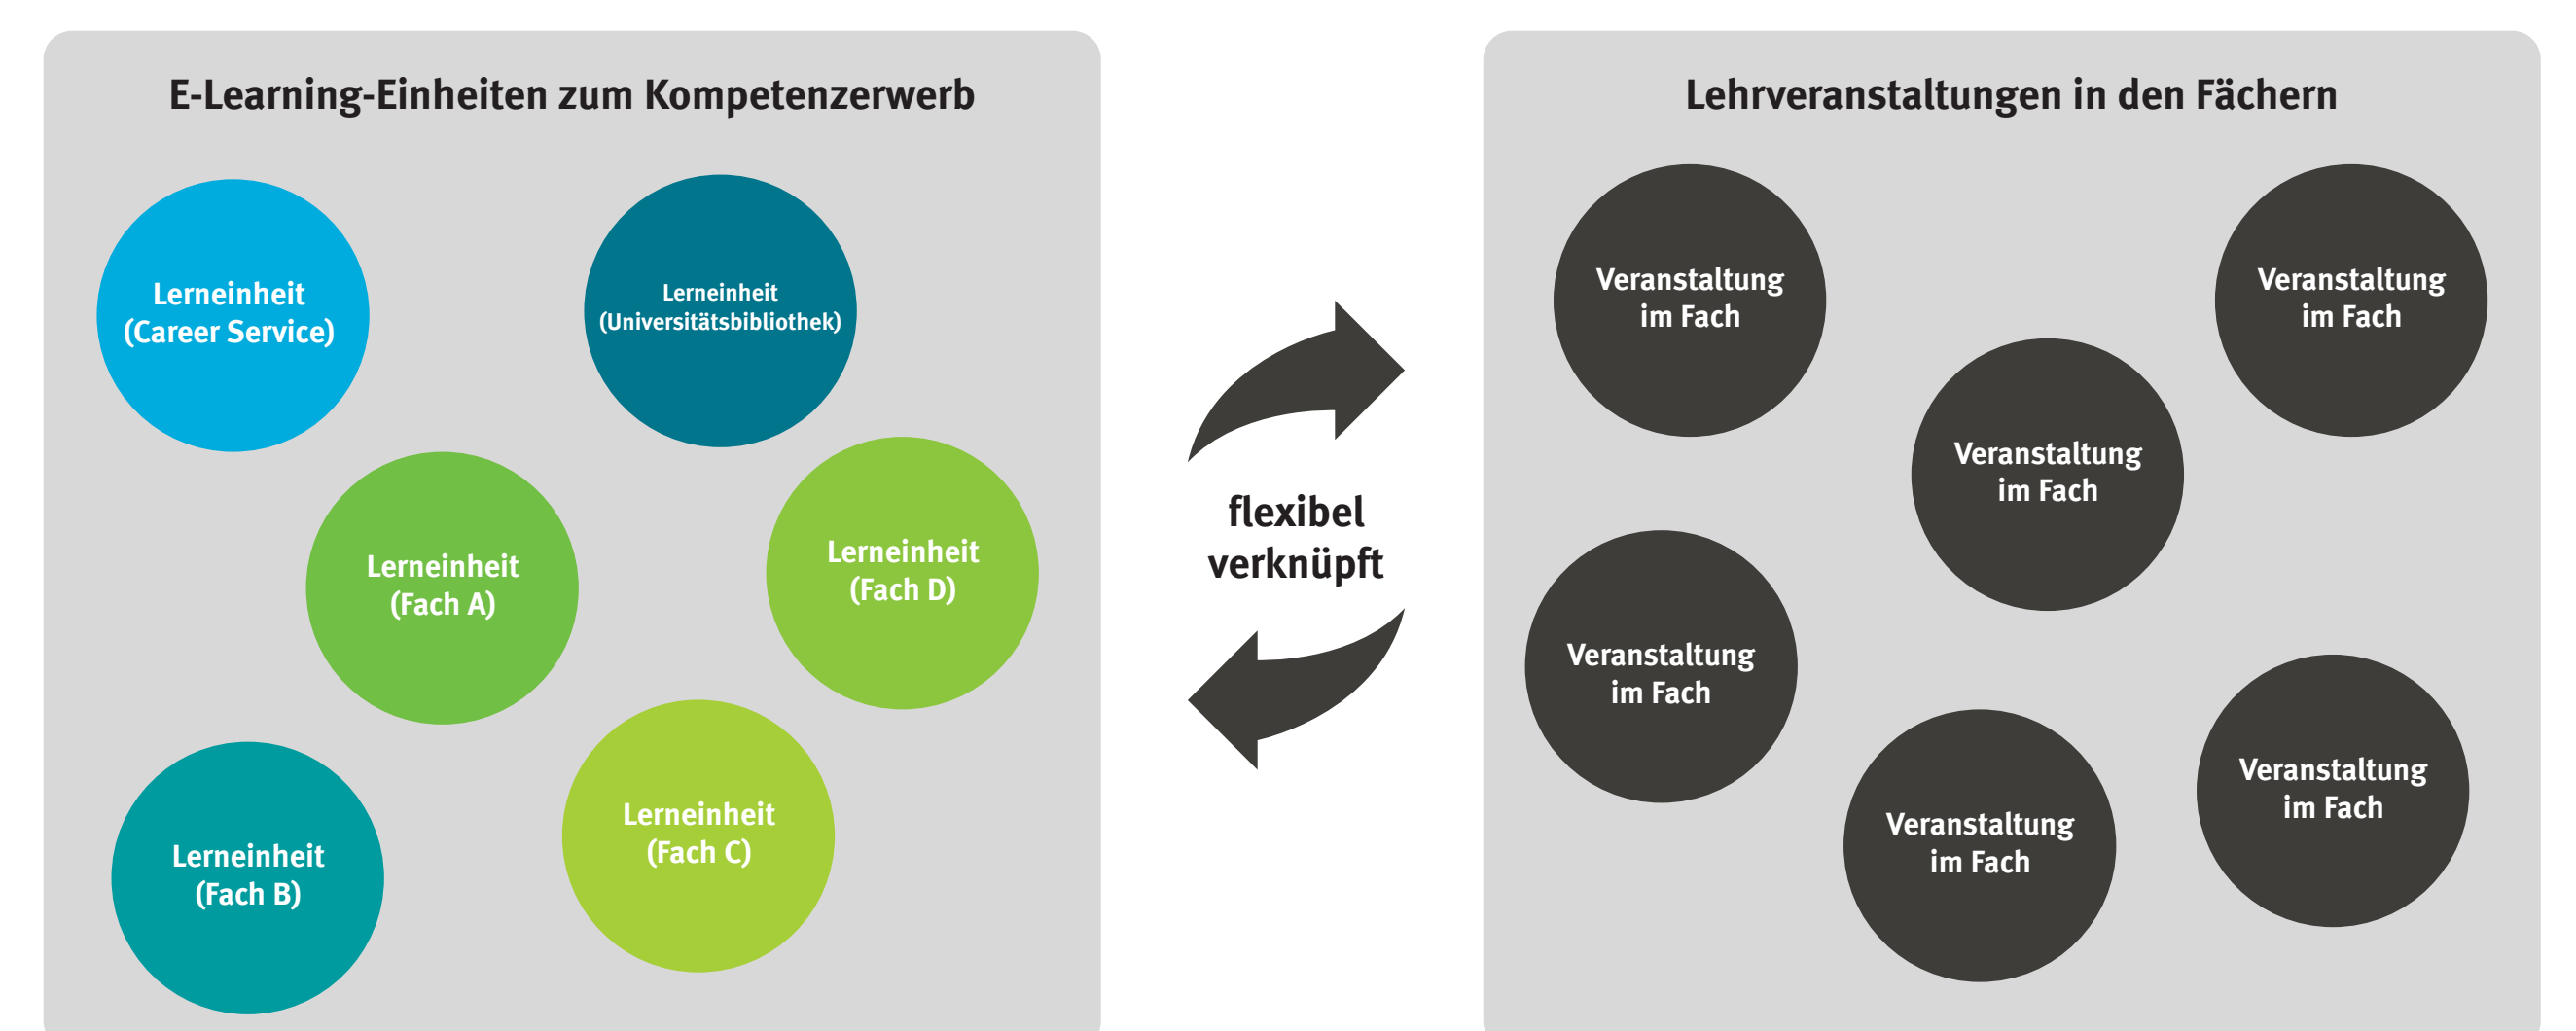 E-Learning-Einheiten zum Kompetenzerwerb
Lerneinheit
(Career Service)
Lerneinheit
(Universitätsbibliothek)
Lerneinheit
(Fach A)
Lerneinheit
(Fach D)
Lerneinheit
(Fach B)
Lerneinheit
(Fach C)
flexibel
verknüpft
Lehrveranstaltungen in den Fächern
Veranstaltung
im Fach
Veranstaltung
im Fach
Veranstaltung
im Fach
Veranstaltung
im Fach
Veranstaltung
im Fach
Veranstaltung
im Fach